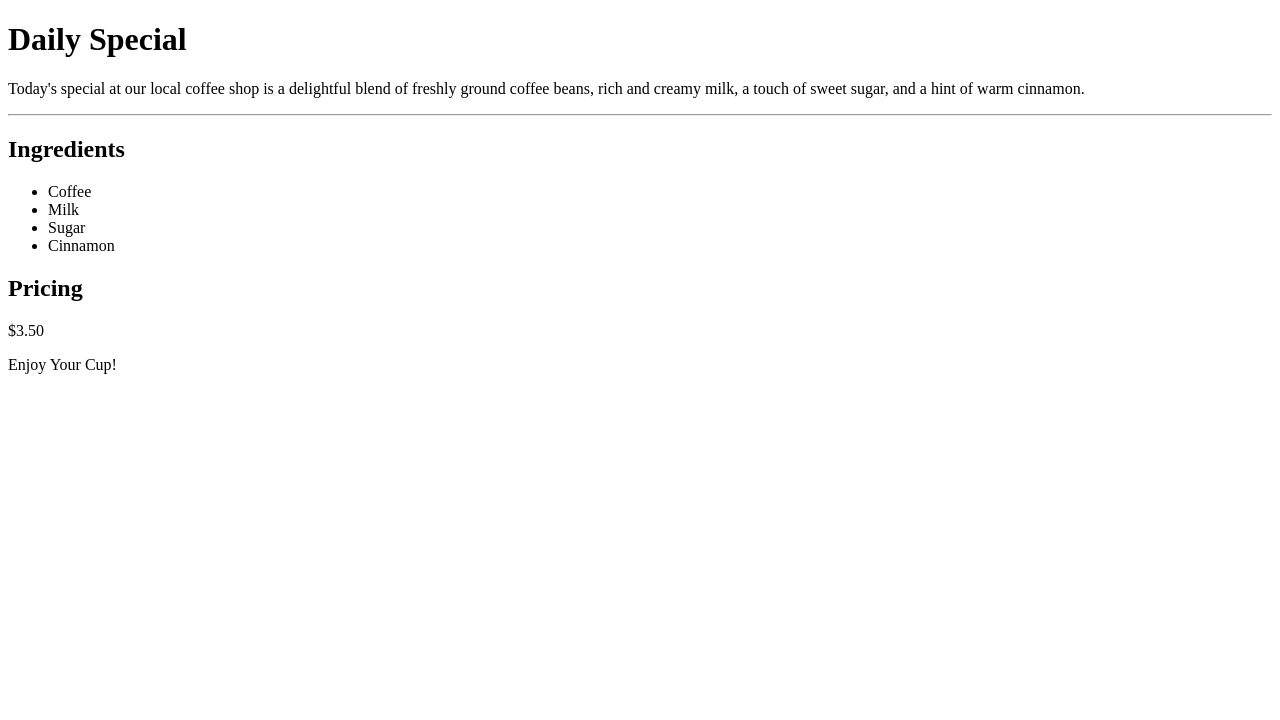 Daily Special
Today's special at our local coffee shop is a delightful blend of freshly ground coffee beans, rich and creamy milk, a touch of sweet sugar, and a hint of warm cinnamon.
Ingredients
Coffee
Milk
Sugar
Cinnamon
Pricing
$3.50
Enjoy Your Cup!